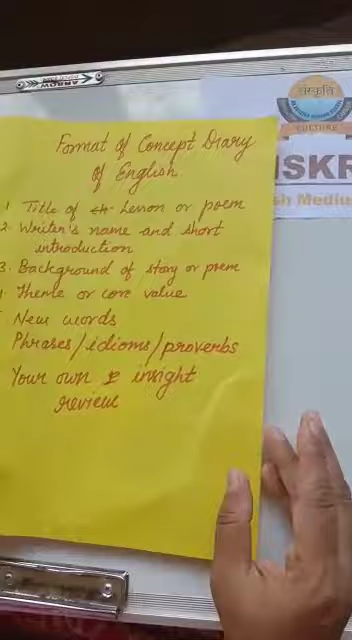 ARROW
संस्कृति
CULTURE
ISKR
sh Mediu
Format of Concept Diary
of English
1 Title of Lesson or poem
2. Writer's name and short
introduction
3. Background of story or poem
Theme or core value
New words
Phrases/idioms/proverbs
Your own insight
review